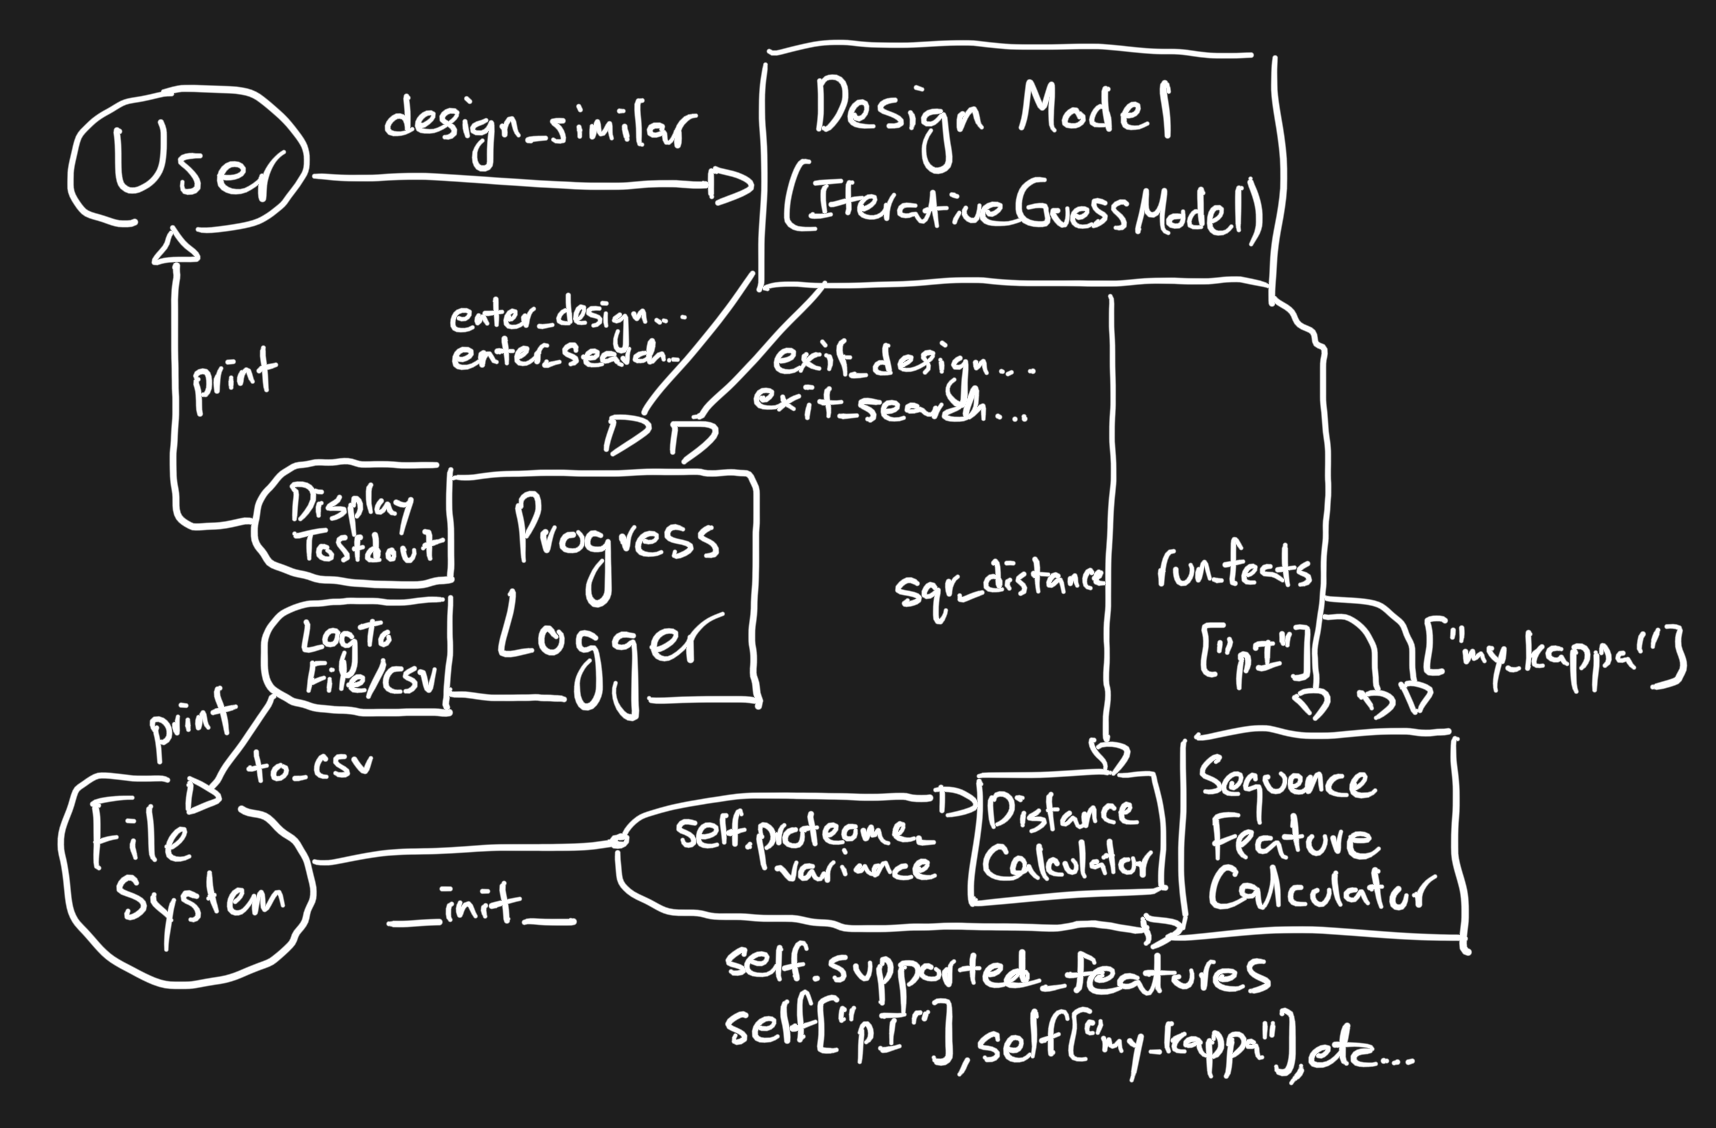 User
design_similar
Design Model
(IterativeGuessModel)
enter_design...
enter_search..
exit_design...
exit_search...
print
Display
ToStdout
Progress
Logger
LogTo
File/CSV
sqr_distance
run_feats
["pI"]
["my_kappa"]
print
to_csv
File
System
__init__
self.proteome_
variance
Distance
Calculator
Sequence
Feature
Calculator
self.supported_features
self["pI"], self["my_kappa"], etc...